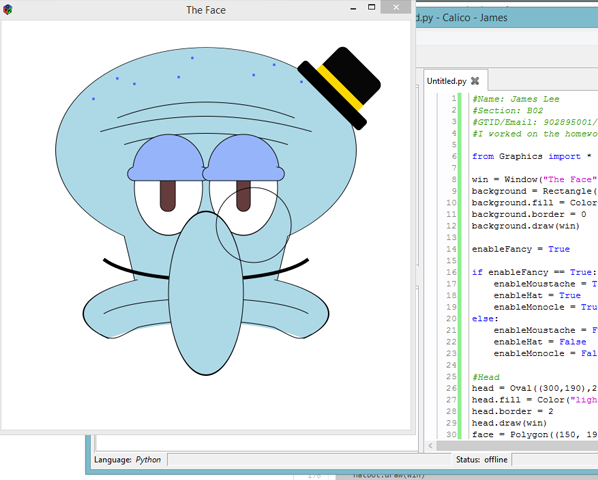 The Face
d.py - Calico - James
Untitled.py
1 #Name: James Lee
2 #Section: B02
3 #GTID/Email: 902895001/
4 #I worked on the homewo
5
6 from Graphics import *
7
8 win = Window("The Face"
9 background = Rectangle(
10 background.fill = Color
11 background.border = 0
12 background.draw(win)
13
14 enableFancy = True
15
16 if enableFancy == True:
17 enableMoustache = T
18 enableHat = True
19 enableMonocle = Tru
20 else:
21 enableMoustache = F
22 enableHat = False
23 enableMonocle = Fal
24
25 #Head
26 head = Oval((300,190),2
27 head.fill = Color("ligh
28 head.border = 2
29 head.draw(win)
30 face = Polygon((150, 19
Language: Python
Status: offline
hatbot.draw(win)